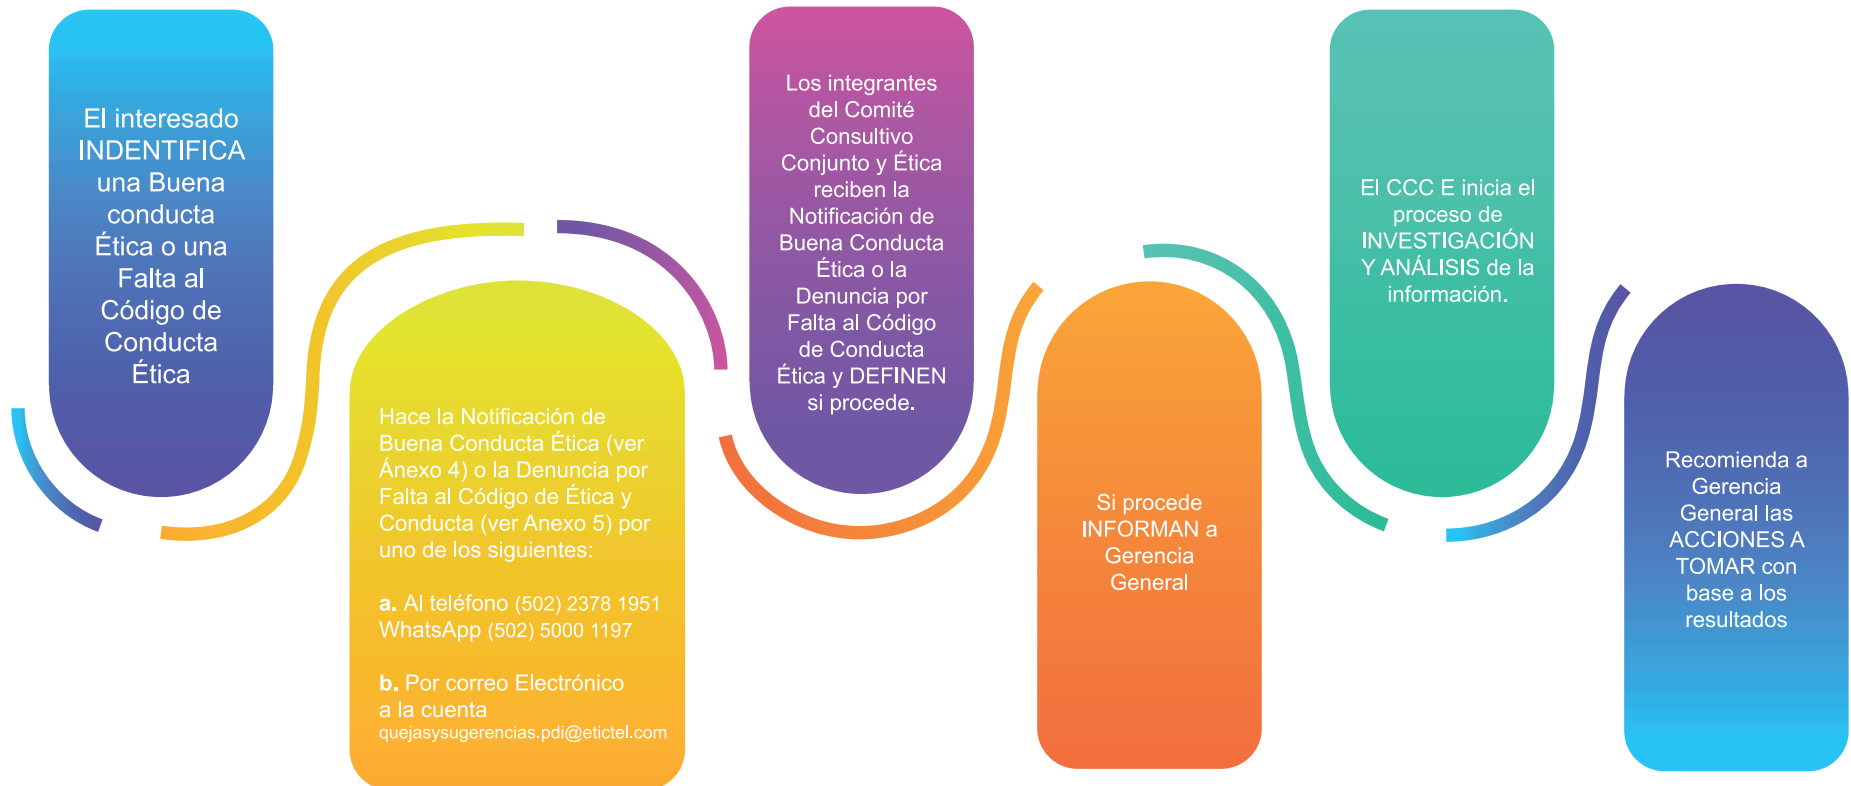 El interesado
INDENTIFICA
una Buena
conducta
Ética o una
Falta al
Código de
Conducta
Ética
Hace la Notificación de
Buena Conducta Ética (ver
Ánexo 4) o la Denuncia por
Falta al Código de Ética y
Conducta (ver Anexo 5) por
uno de los siguientes:
a. Al teléfono (502) 2378 1951
WhatsApp (502) 5000 1197
b. Por correo Electrónico
a la cuenta
quejasysugerencias.pdi@etictel.com
Los integrantes
del Comité
Consultivo
Conjunto y Ética
reciben la
Notificación de
Buena Conducta
Ética o la
Denuncia por
Falta al Código
de Conducta
Ética y DEFINEN
si procede.
Si procede
INFORMAN a
Gerencia
General
El CCC E inicia el
proceso de
INVESTIGACIÓN
Y ANÁLISIS de la
información.
Recomienda a
Gerencia
General las
ACCIONES A
TOMAR con
base a los
resultados